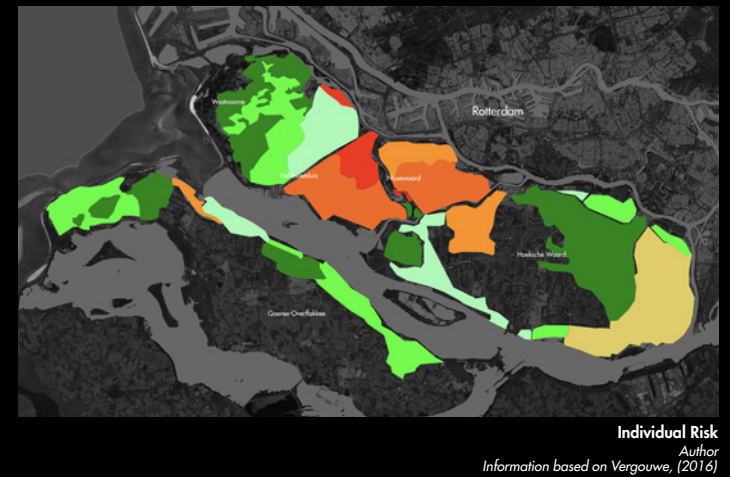 Westvoorne
Rotterdam
Hellevoetsluis
Nissewaard
Hoeksche Waard
Goeree-Overflakkee
Individual Risk
Author
Information based on Vergouwe, (2016)